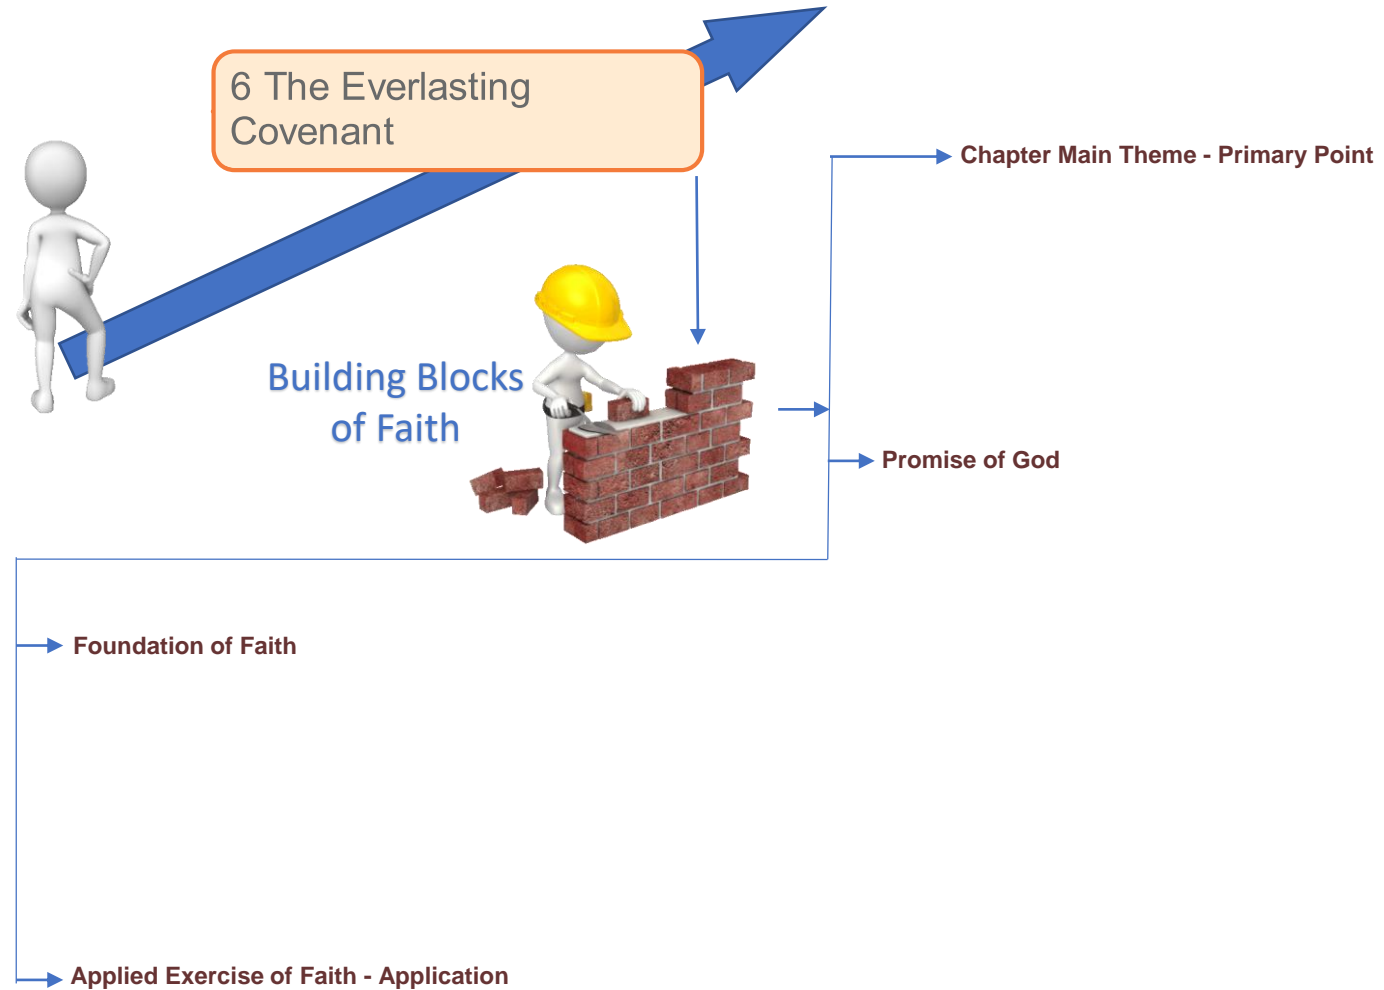 6 The Everlasting
Covenant
Chapter Main Theme - Primary Point
Building Blocks
of Faith
Promise of God
Foundation of Faith
Applied Exercise of Faith - Application